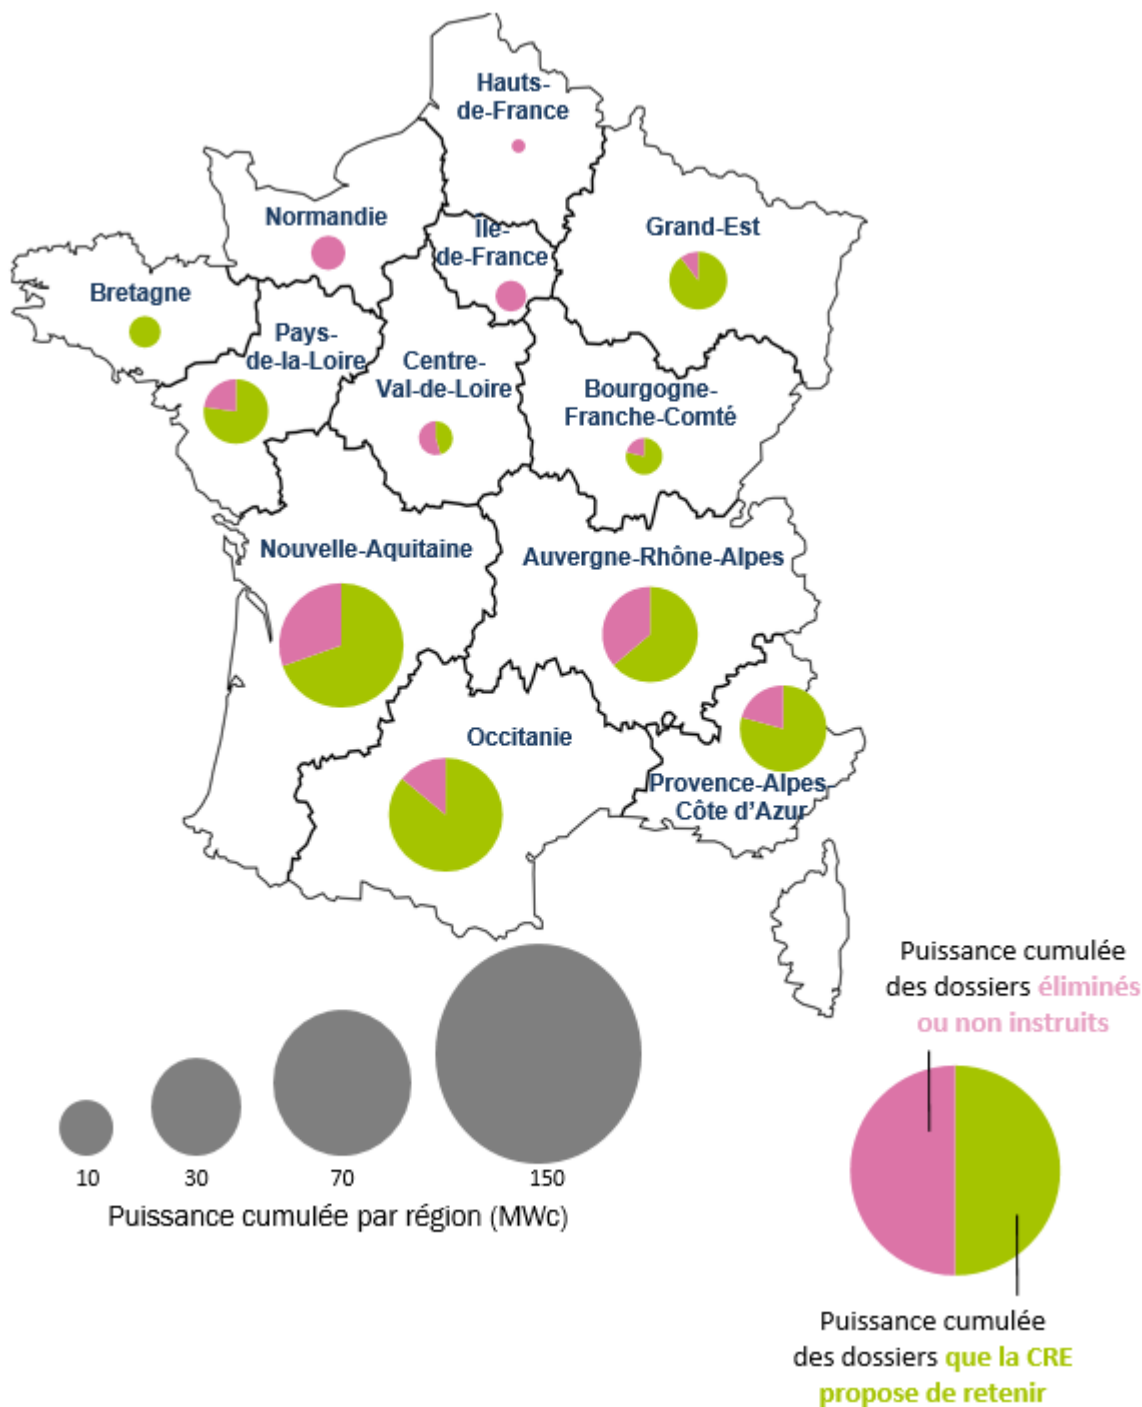 Hauts-
de-France
Normandie
Île-
de-France
Grand-Est
Bretagne
Pays-
de-la-Loire
Centre-
Val-de-Loire
Bourgogne-
Franche-Comté
Nouvelle-Aquitaine
Auvergne-Rhône-Alpes
Occitanie
Provence-Alpes
Côte d'Azur
Puissance cumulée
des dossiers éliminés
ou non instruits
10 30 70 150
Puissance cumulée par région (MWc)
Puissance cumulée
des dossiers que la CRE
propose de retenir